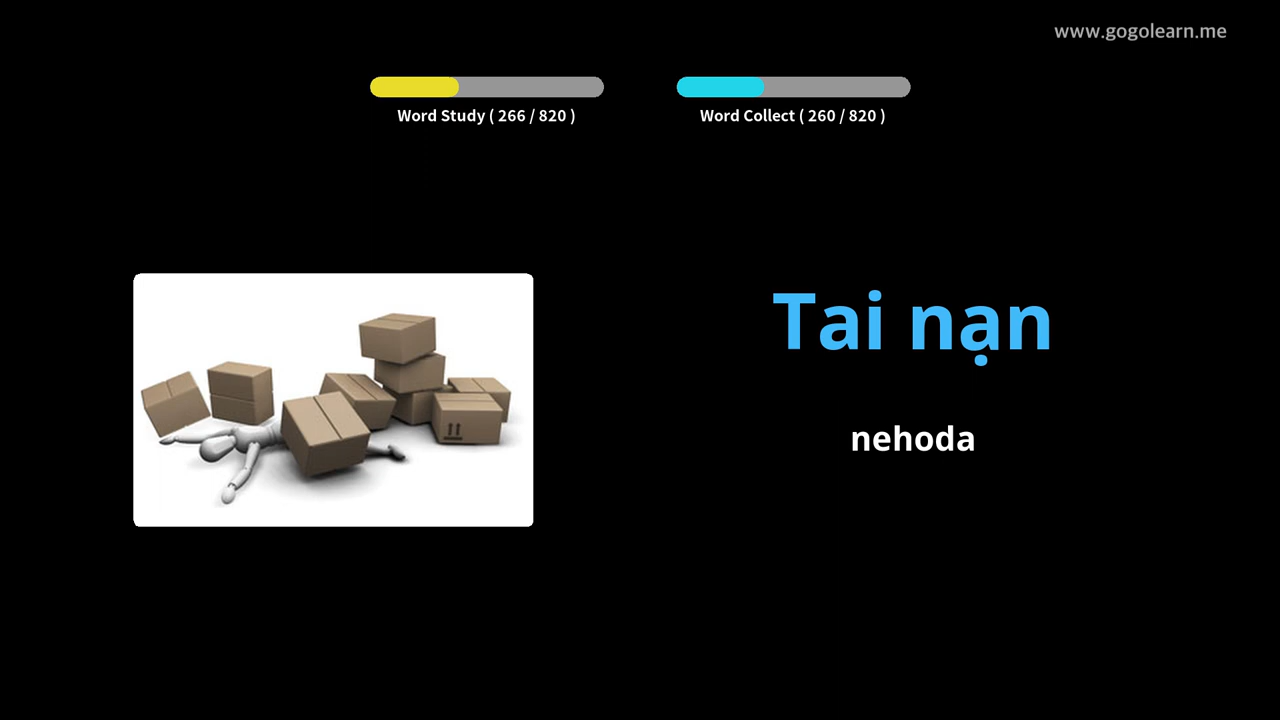 www.gogolearn.me
Word Study ( 266 / 820 )
Word Collect ( 260 / 820 )
Tai nạn
nehoda